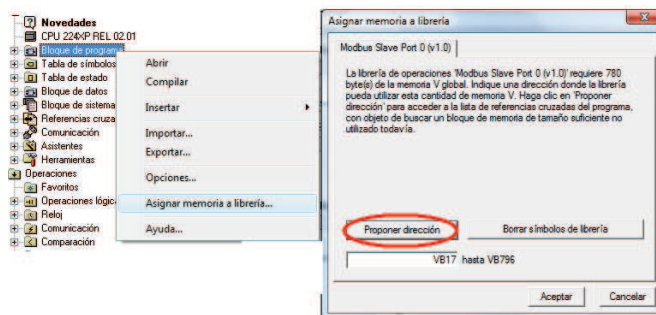 Novedades
CPU 224XP REL 02.01
Bloque de programa
Tabla de símbolos
Tabla de estado
Bloque de datos
Bloque de sistema
Referencias cruza
Comunicación
Asistentes
Herramientas
Operaciones
Favoritos
Operaciones lógic
Reloj
Comunicación
Comparación
Abrir
Compilar
Insertar
Importar...
Exportar...
Opciones...
Asignar memoria a librería...
Ayuda...
Asignar memoria a librería
Modbus Slave Port 0 (v1.0)
La librería de operaciones 'Modbus Slave Port 0 (v1.0)' requiere 780
byte(s) de la memoria V global. Indique una dirección donde la librería
pueda utilizar esta cantidad de memoria V. Haga clic en 'Proponer
dirección' para acceder a la lista de referencias cruzadas del programa,
con objeto de buscar un bloque de memoria de tamaño suficiente no
utilizado todavía.
Proponer dirección
Borrar símbolos de librería
VB17 hasta VB796
Aceptar
Cancelar